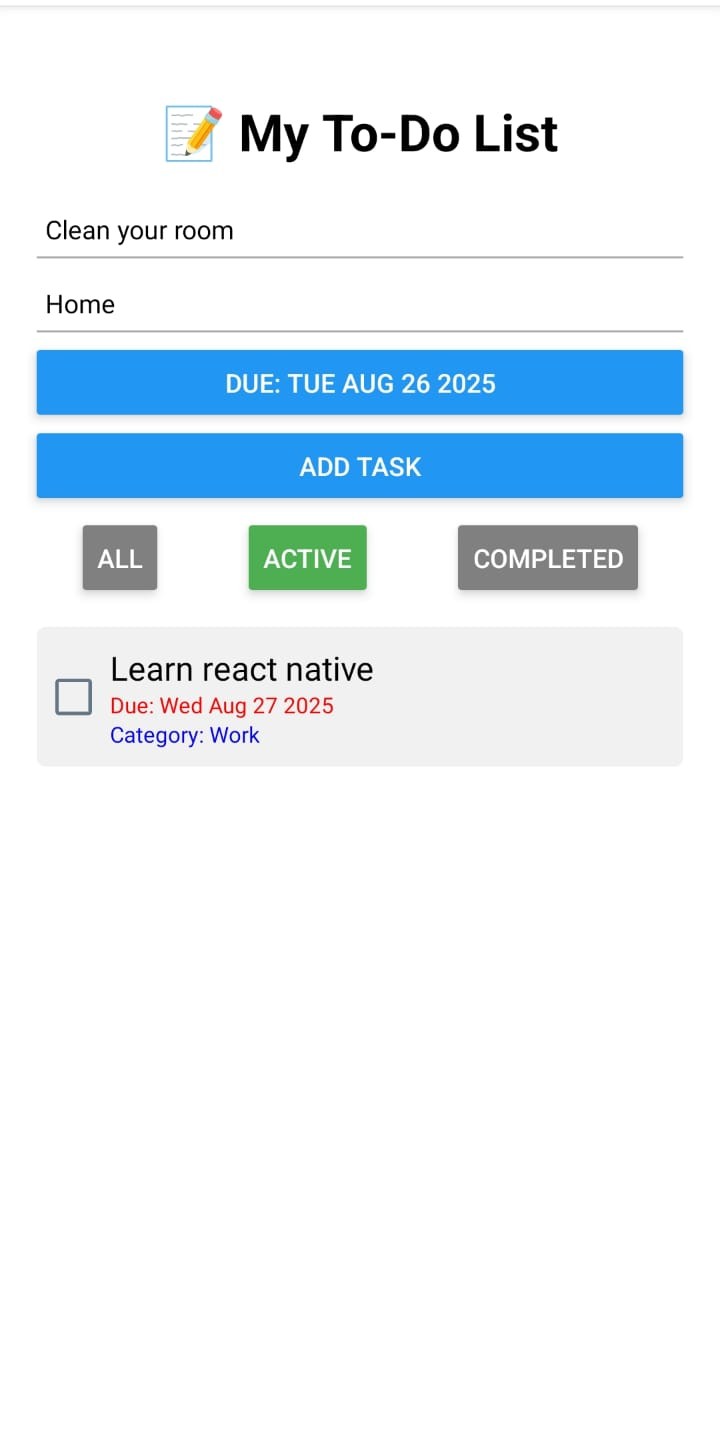 📝 My To-Do List
Clean your room
Home
DUE: TUE AUG 26 2025
ADD TASK
ALL ACTIVE COMPLETED
Learn react native
Due: Wed Aug 27 2025
Category: Work